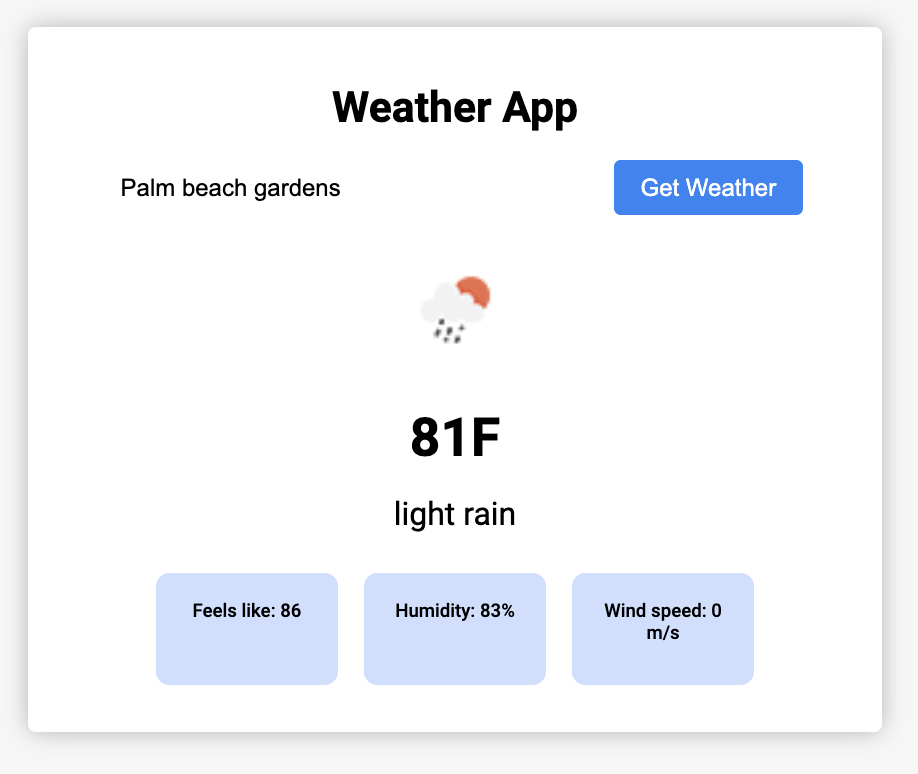 Weather App
Palm beach gardens
Get Weather
81F
light rain
Feels like: 86
Humidity: 83%
Wind speed: 0
m/s